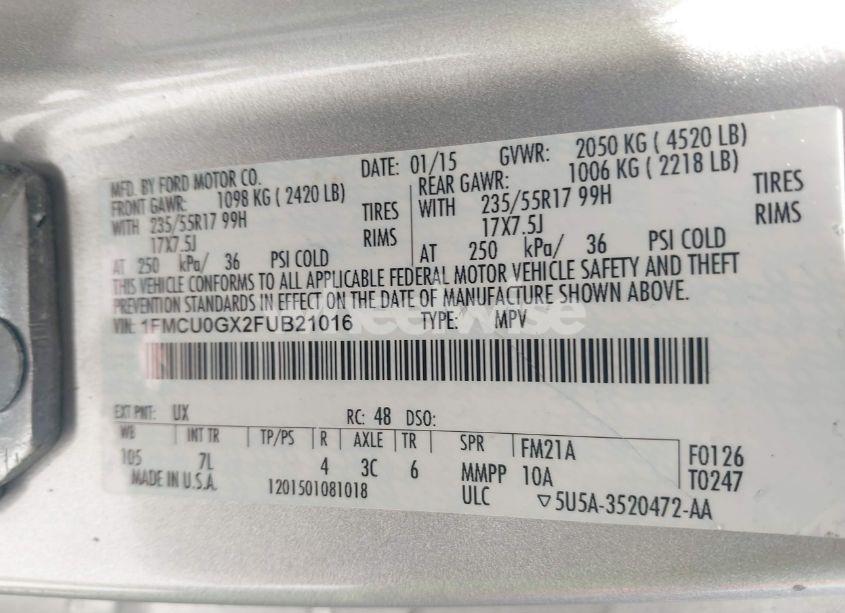 MFD. BY FORD MOTOR CO. DATE: 01/15 GVWR: 2050 KG ( 4520 LB)
FRONT GAWR: 1098 KG ( 2420 LB) REAR GAWR: 1006 KG ( 2218 LB)
WITH 235/55R17 99H TIRES WITH 235/55R17 99H TIRES
17X7.5J RIMS 17X7.5J RIMS
AT 250 kPa/ 36 PSI COLD AT 250 kPa/ 36 PSI COLD
THIS VEHICLE CONFORMS TO ALL APPLICABLE FEDERAL MOTOR VEHICLE SAFETY AND THEFT
PREVENTION STANDARDS IN EFFECT ON THE DATE OF MANUFACTURE SHOWN ABOVE.
VIN: 1FMCU0GX2FUB21016 TYPE: MPV
EXT PNT: UX RC: 48 DSO:
WB INT TR TP/PS R AXLE TR SPR FM21A F0126
105 7L 4 3C 6 MMPP 10A T0247
MADE IN U.S.A. 1201501081018 ULC ▽5U5A-3520472-AA